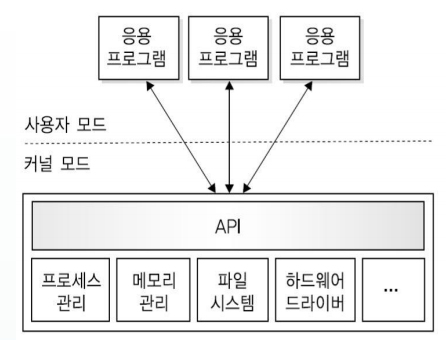 응용 응용 응용
프로그램 프로그램 프로그램
사용자 모드
커널 모드
API
프로세스 메모리 파일 하드웨어 ...
관리 관리 시스템 드라이버